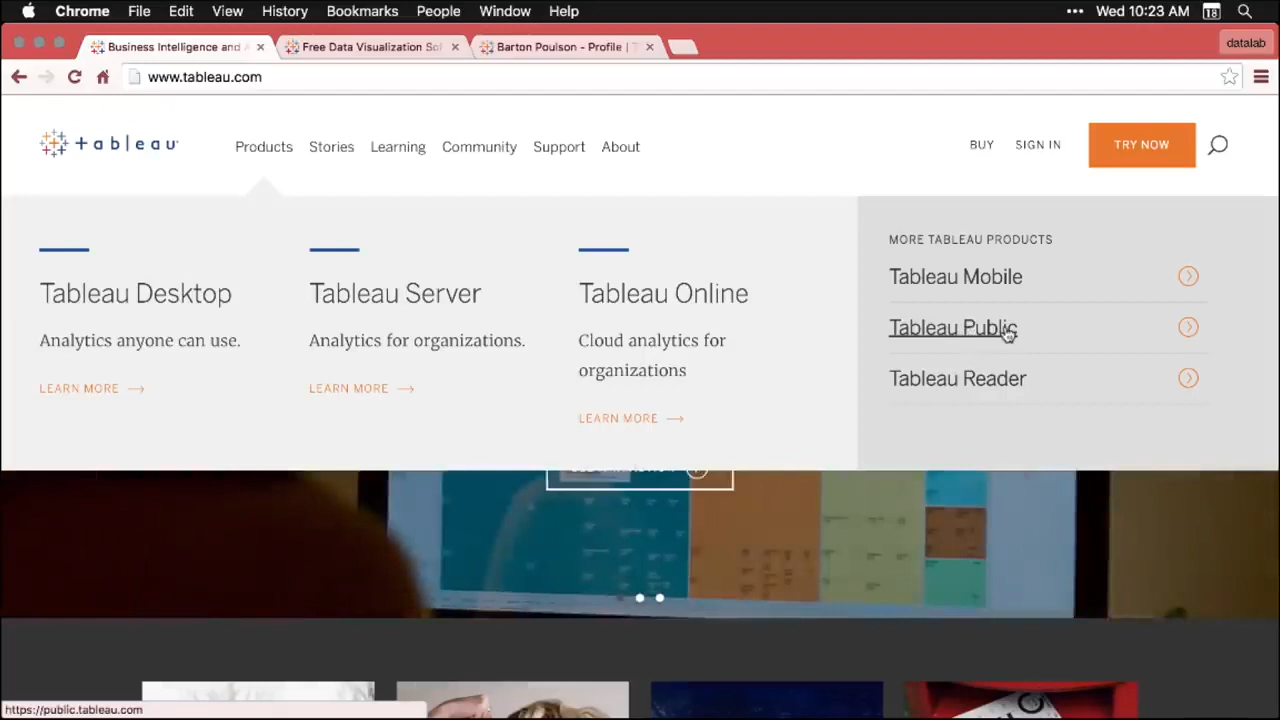 Chrome File Edit View History Bookmarks People Window Help
Wed 10:23 AM 18
Business Intelligence and A
Free Data Visualization Sof
Barton Poulson - Profile | T
datalab
www.tableau.com
+ableau
Products Stories Learning Community Support About
BUY SIGN IN TRY NOW
Tableau Desktop
Analytics anyone can use.
LEARN MORE →
Tableau Server
Analytics for organizations.
LEARN MORE →
Tableau Online
Cloud analytics for
organizations
LEARN MORE →
MORE TABLEAU PRODUCTS
Tableau Mobile
Tableau Public
Tableau Reader
https://public.tableau.com